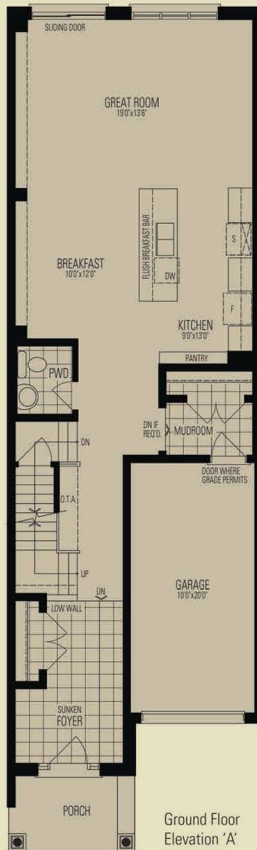 SLIDING DOOR
GREAT ROOM
19'0"x13'6"
FLUSH BREAKFAST BAR
S
BREAKFAST
10'0"x12'0"
DW
F
KITCHEN
9'0"x13'0"
PANTRY
PWD
DN IF
REQ'D.
MUDROOM
DN
DOOR WHERE
GRADE PERMITS
O.T.A.
UP
DN
GARAGE
10'0"x20'0"
LOW WALL
SUNKEN
FOYER
PORCH
Ground Floor
Elevation 'A'